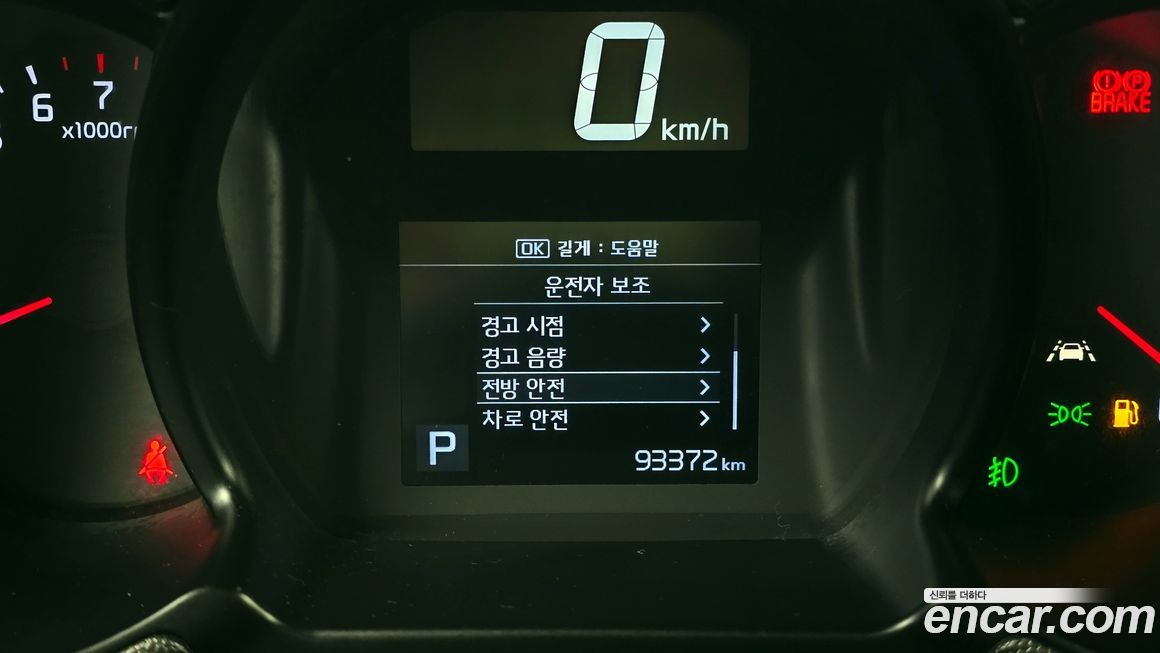 0 km/h
6 7
x1000r
BRAKE
OK 길게 : 도움말
운전자 보조
경고 시점
경고 음량
전방 안전
차로 안전
P
93372 km
신뢰를 더하다
encar.com